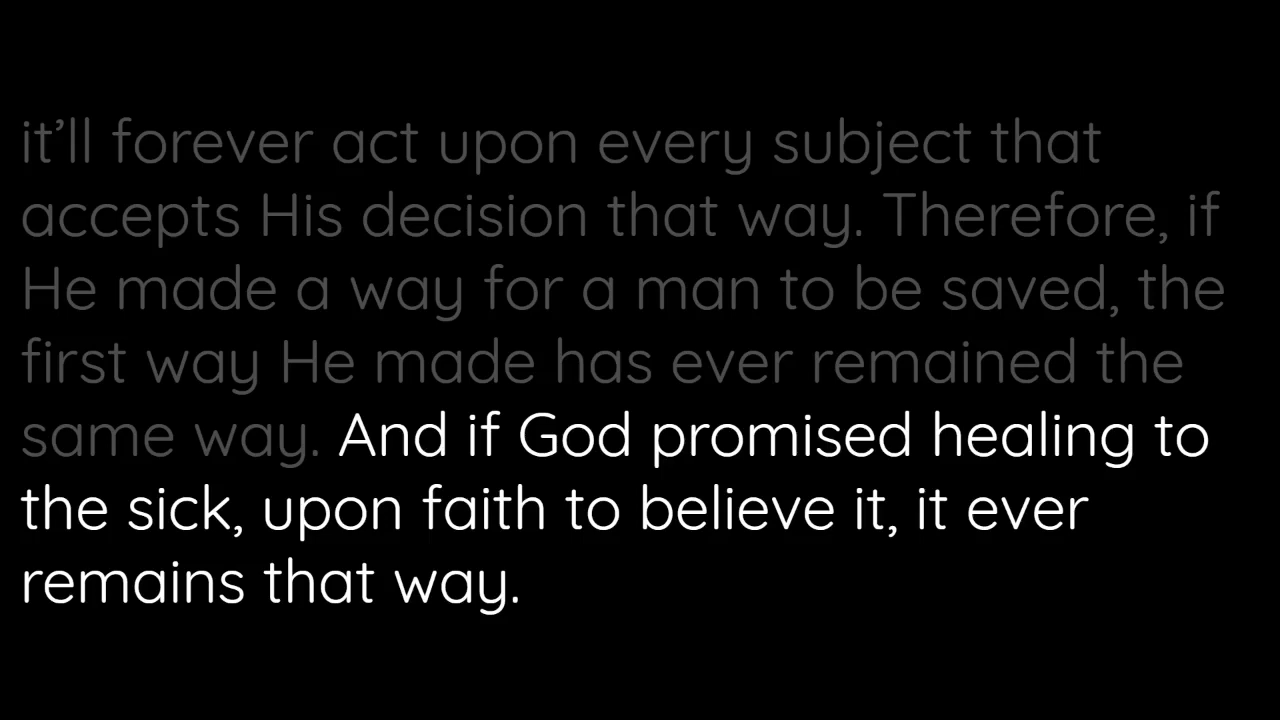 it’ll forever act upon every subject that
accepts His decision that way. Therefore, if
He made a way for a man to be saved, the
first way He made has ever remained the
same way. And if God promised healing to
the sick, upon faith to believe it, it ever
remains that way.